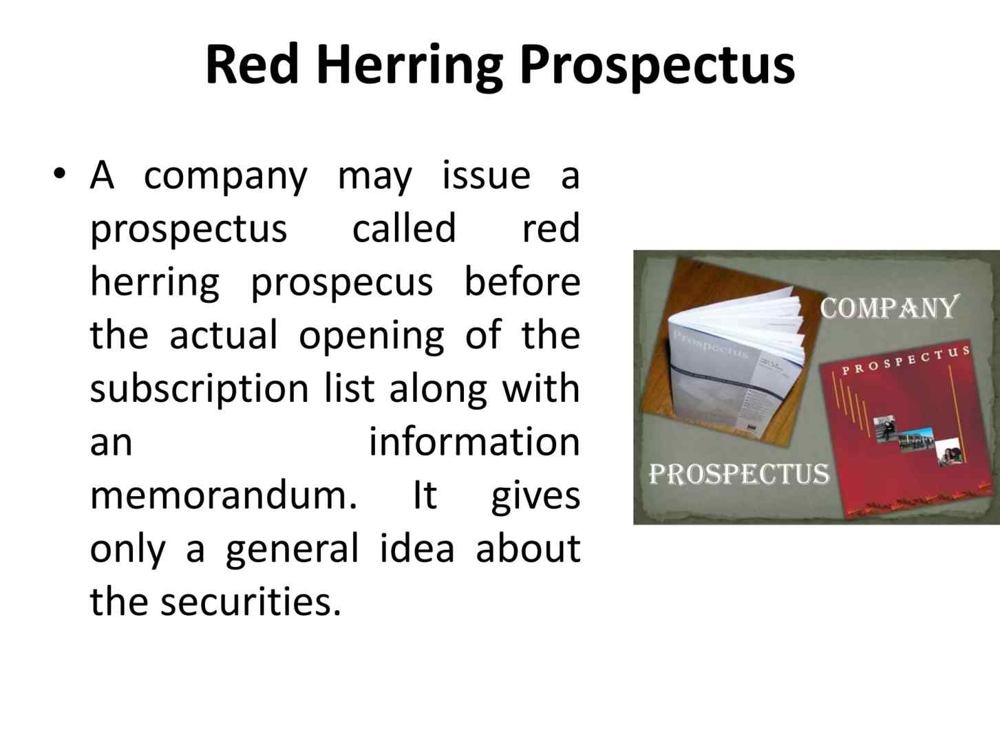 Red Herring Prospectus
• A company may issue a
prospectus called red
herring prospecus before
the actual opening of the
subscription list along with
an information
memorandum. It gives
only a general idea about
the securities.
COMPANY
Prospectus
PROSPECTUS
PROSPECTUS